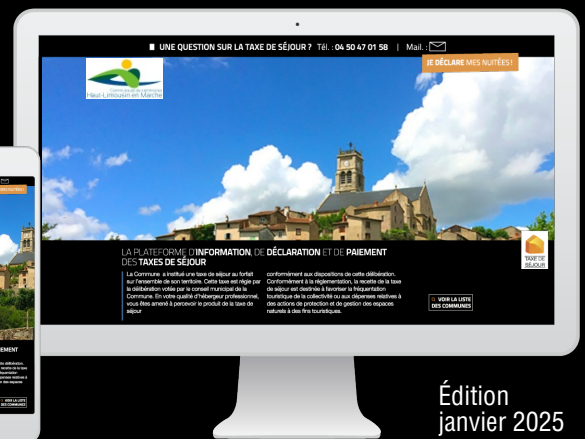 UNE QUESTION SUR LA TAXE DE SÉJOUR ? Tél. : 04 50 47 01 58 | Mail. :
JE DÉCLARE MES NUITÉES !
Haut-Limousin en Marche
LA PLATEFORME D'INFORMATION, DE DÉCLARATION ET DE PAIEMENT
DES TAXES DE SÉJOUR
La Commune a institué une taxe de séjour au forfait
sur l'ensemble de son territoire. Cette taxe est régie par
la délibération votée par le conseil municipal de la
Commune. En votre qualité d'hébergeur professionnel,
vous êtes amené à percevoir le produit de la taxe de
séjour
conformément aux dispositions de cette délibération.
Conformément à la réglementation, la recette de la taxe
de séjour est destinée à favoriser la fréquentation
touristique de la collectivité ou aux dépenses relatives à
des actions de protection et de gestion des espaces
naturels à des fins touristiques.
TAXE DE
SÉJOUR
VOIR LA LISTE
DES COMMUNES
VOIR LA LISTE
DES COMMUNES
Édition
janvier 2025